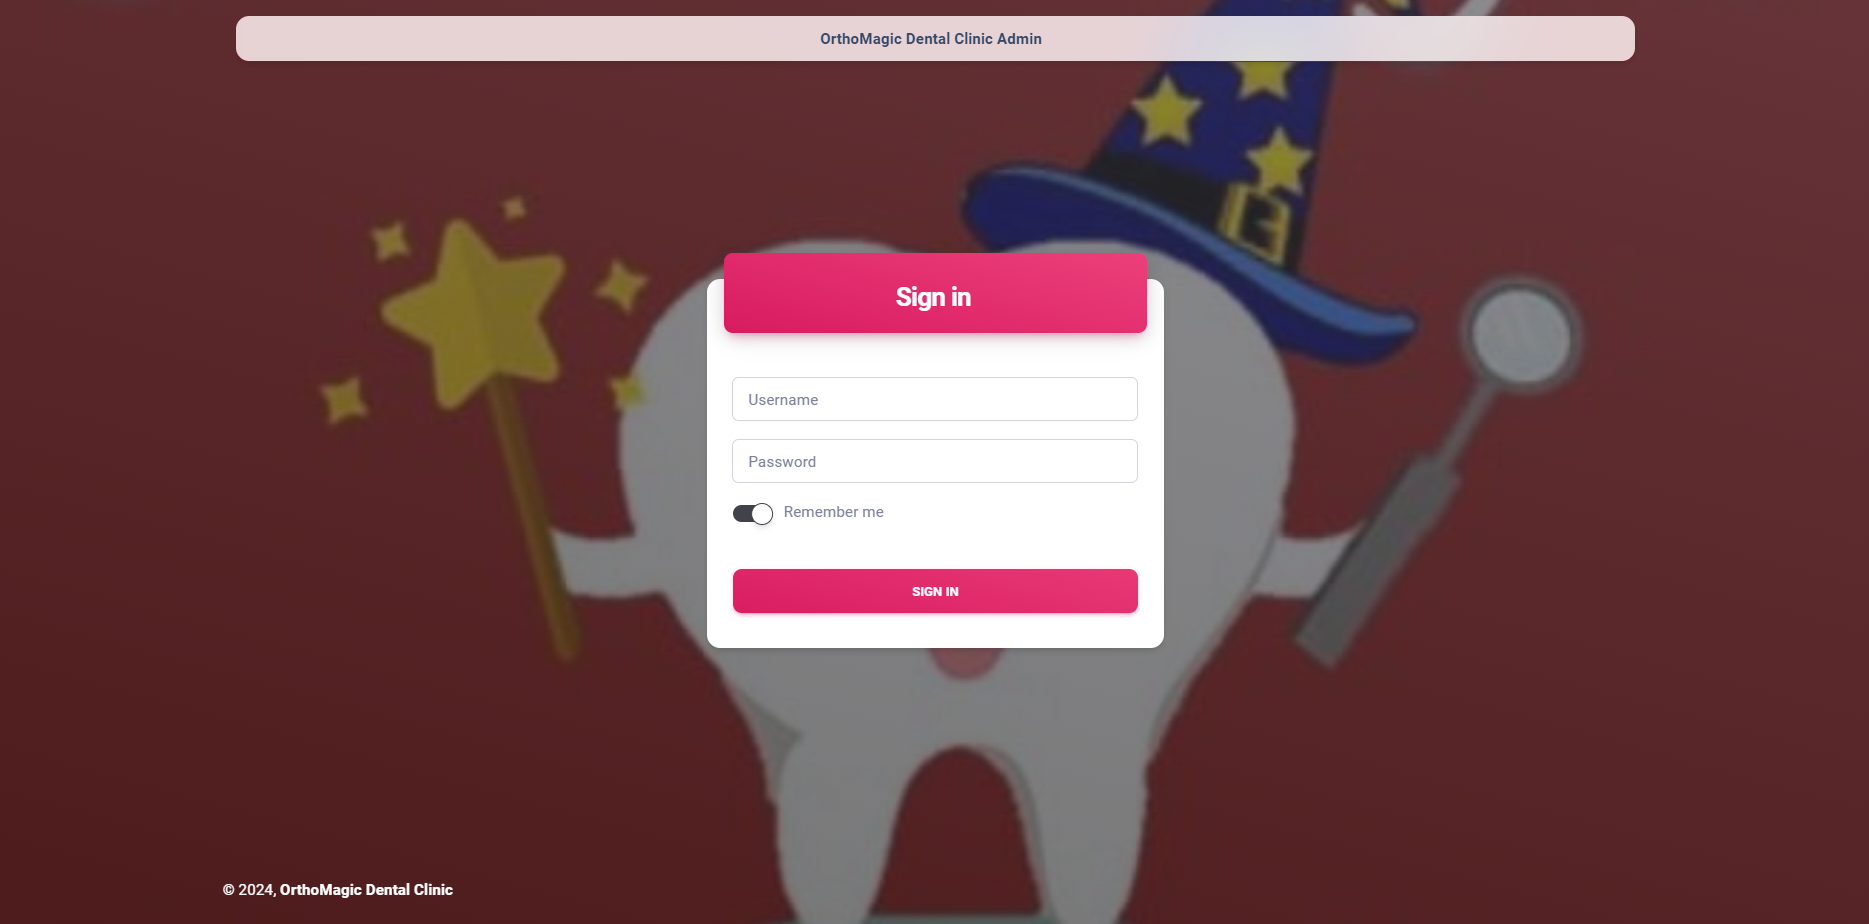 OrthoMagic Dental Clinic Admin
Sign in
Username
Password
Remember me
SIGN IN
© 2024, OrthoMagic Dental Clinic